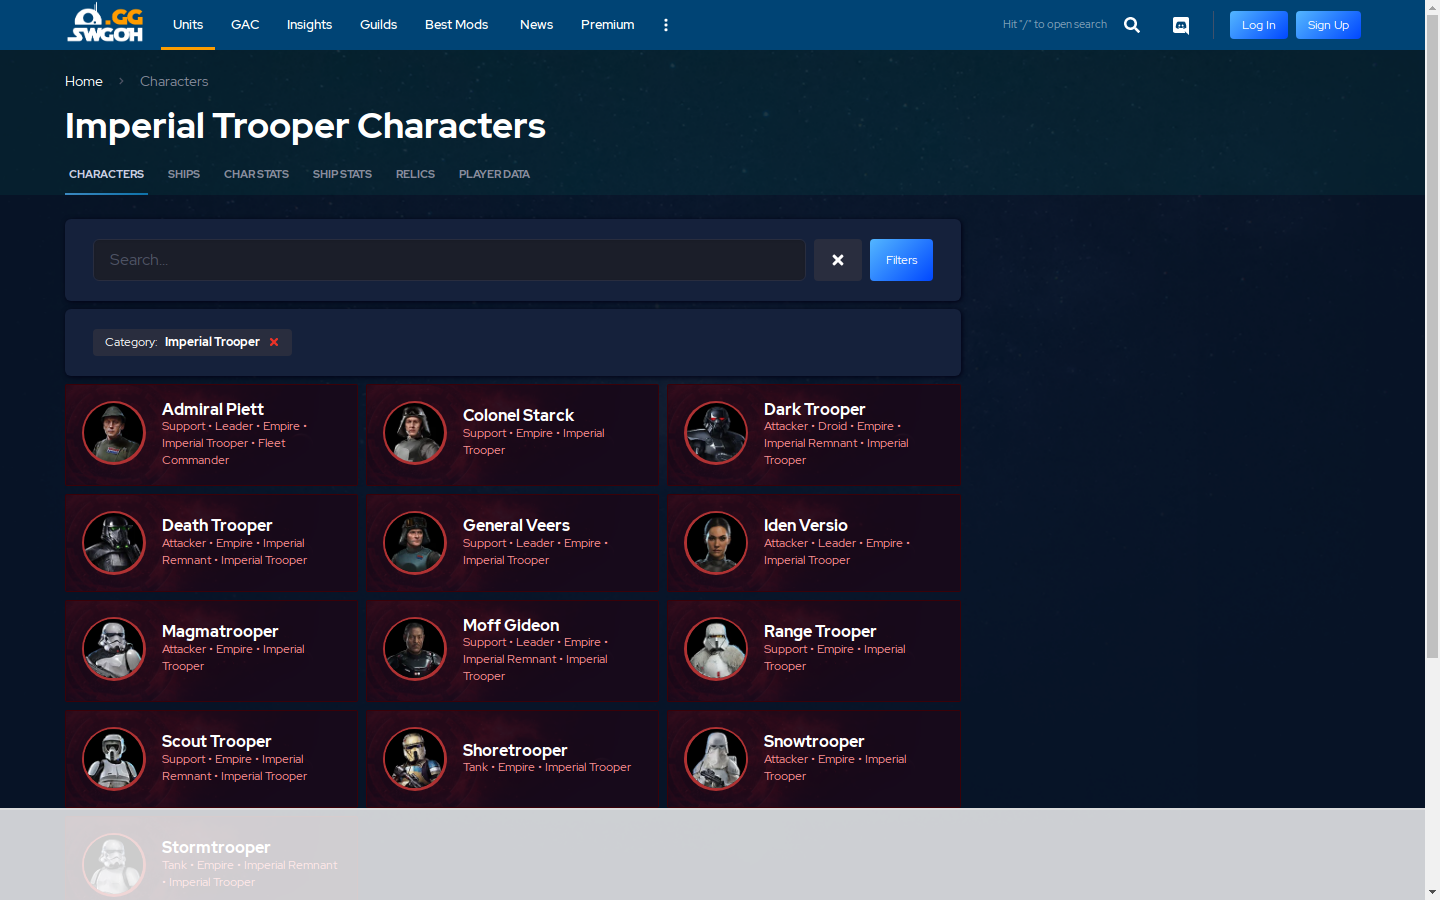 .GG
SWGOH
Units
GAC
Insights
Guilds
Best Mods
News
Premium
Hit "/" to open search
Log In
Sign Up
Home
Characters
Imperial Trooper Characters
CHARACTERS
SHIPS
CHAR STATS
SHIP STATS
RELICS
PLAYER DATA
Search...
Filters
Category: Imperial Trooper
Admiral Piett
Support • Leader • Empire •
Imperial Trooper • Fleet
Commander
Colonel Starck
Support • Empire • Imperial
Trooper
Dark Trooper
Attacker • Droid • Empire •
Imperial Remnant • Imperial
Trooper
Death Trooper
Attacker • Empire • Imperial
Remnant • Imperial Trooper
General Veers
Support • Leader • Empire •
Imperial Trooper
Iden Versio
Attacker • Leader • Empire •
Imperial Trooper
Magmatrooper
Attacker • Empire • Imperial
Trooper
Moff Gideon
Support • Leader • Empire •
Imperial Remnant • Imperial
Trooper
Range Trooper
Support • Empire • Imperial
Trooper
Scout Trooper
Support • Empire • Imperial
Remnant • Imperial Trooper
Shoretrooper
Tank • Empire • Imperial Trooper
Snowtrooper
Attacker • Empire • Imperial
Trooper
Stormtrooper
Tank • Empire • Imperial Remnant
• Imperial Trooper